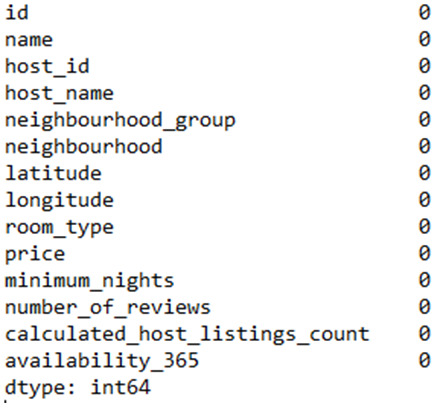 id 0
name 0
host_id 0
host_name 0
neighbourhood_group 0
neighbourhood 0
latitude 0
longitude 0
room_type 0
price 0
minimum_nights 0
number_of_reviews 0
calculated_host_listings_count 0
availability_365 0
dtype: int64